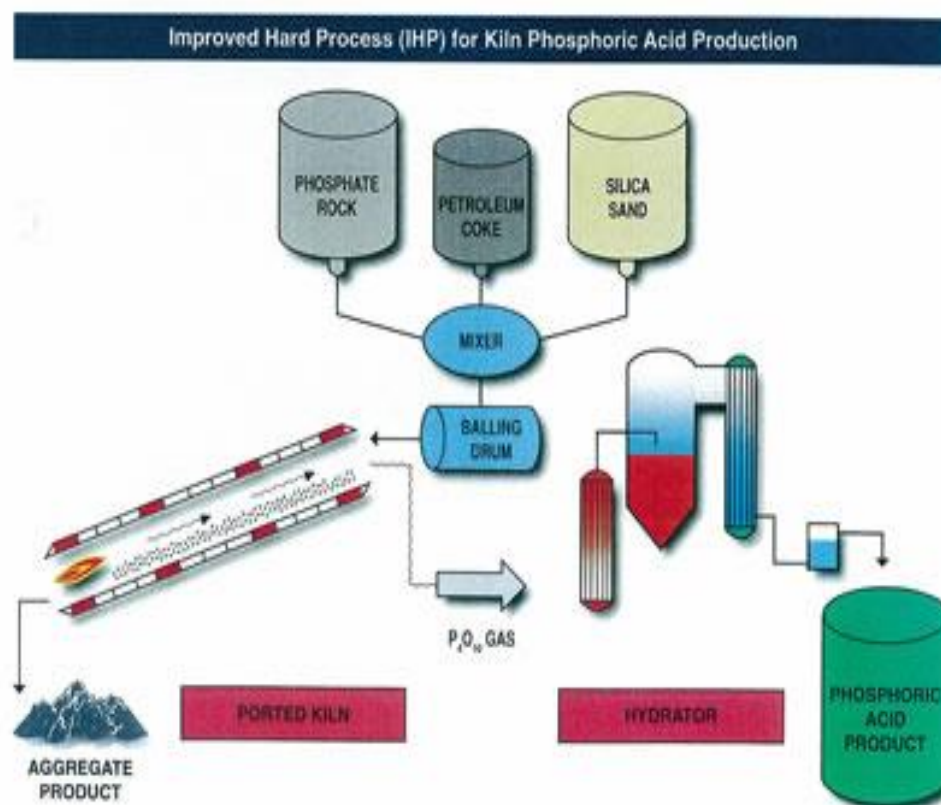 Improved Hard Process (IHP) for Kiln Phosphoric Acid Production
PHOSPHATE
ROCK
PETROLEUM
COKE
SILICA
SAND
MIXER
BALLING
DRUM
P₄O₁₀ GAS
PORTED KILN
HYDRATOR
PHOSPHORIC
ACID
PRODUCT
AGGREGATE
PRODUCT